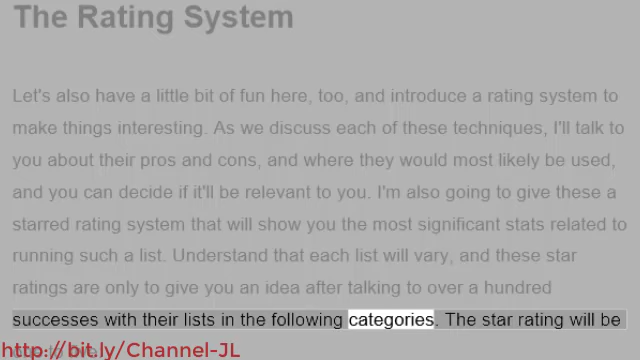 The Rating System
Let's also have a little bit of fun here, too, and introduce a rating system to
make things interesting. As we discuss each of these techniques, I'll talk to
you about their pros and cons, and where they would most likely be used,
and you can decide if it'll be relevant to you. I'm also going to give these a
starred rating system that will show you the most significant stats related to
running such a list. Understand that each list will vary, and these star
ratings are only to give you an idea after talking to over a hundred
successes with their lists in the following categories. The star rating will be
http://bit.ly/Channel-JL